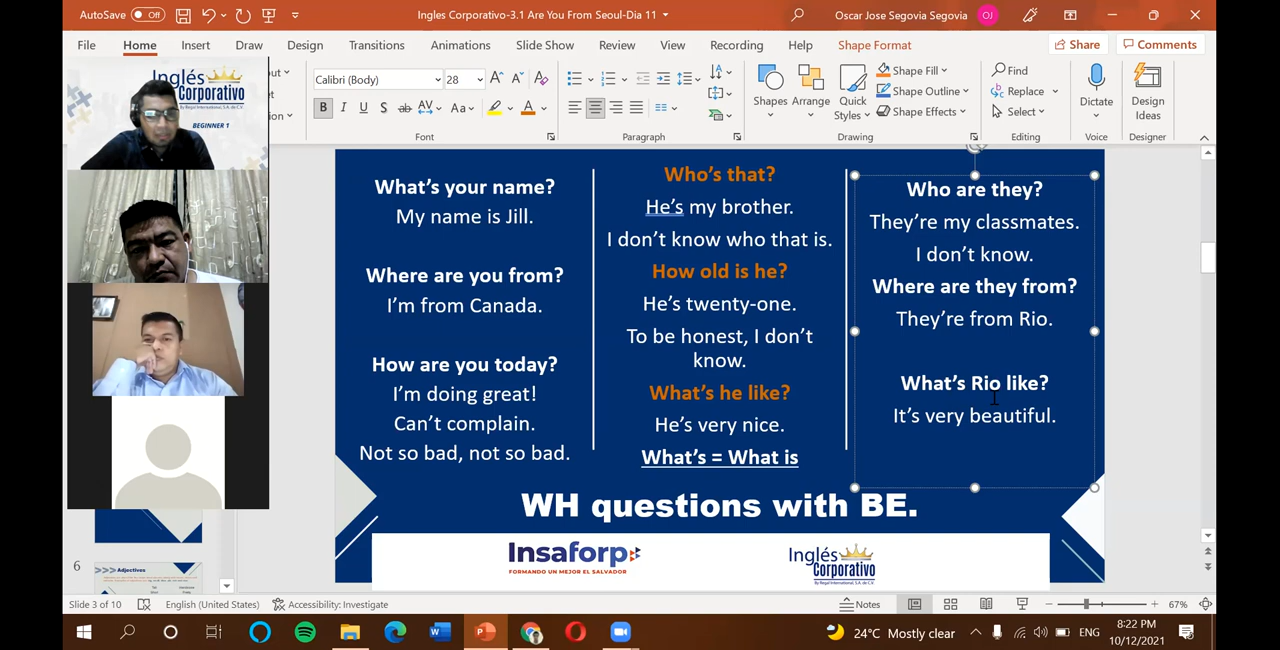 AutoSave Off
Ingles Corporativo-3.1 Are You From Seoul-Dia 11
Oscar Jose Segovia Segovia
OJ
File Home Insert Draw Design Transitions Animations Slide Show Review View Recording Help Shape Format
Share Comments
Calibri (Body) 28
Shapes Arrange Quick Styles
Shape Fill
Shape Outline
Shape Effects
Find
Replace
Select
Dictate
Design Ideas
Font Paragraph Drawing Editing Voice Designer
Inglés
Corporativo
By Regal International, S.A. de C.V.
BEGINNER 1
What's your name?
My name is Jill.
Where are you from?
I'm from Canada.
How are you today?
I'm doing great!
Can't complain.
Not so bad, not so bad.
Who's that?
He's my brother.
I don't know who that is.
How old is he?
He's twenty-one.
To be honest, I don't
know.
What's he like?
He's very nice.
What's = What is
Who are they?
They're my classmates.
I don't know.
Where are they from?
They're from Rio.
What's Rio like?
It's very beautiful.
WH questions with BE.
Insaforp
FORMANDO UN MEJOR EL SALVADOR
Inglés
Corporativo
By Regal International, S.A. de C.V.
6
Adjectives
Slide 3 of 10 English (United States) Accessibility: Investigate
Notes
67%
24°C Mostly clear
ENG
8:22 PM
10/12/2021